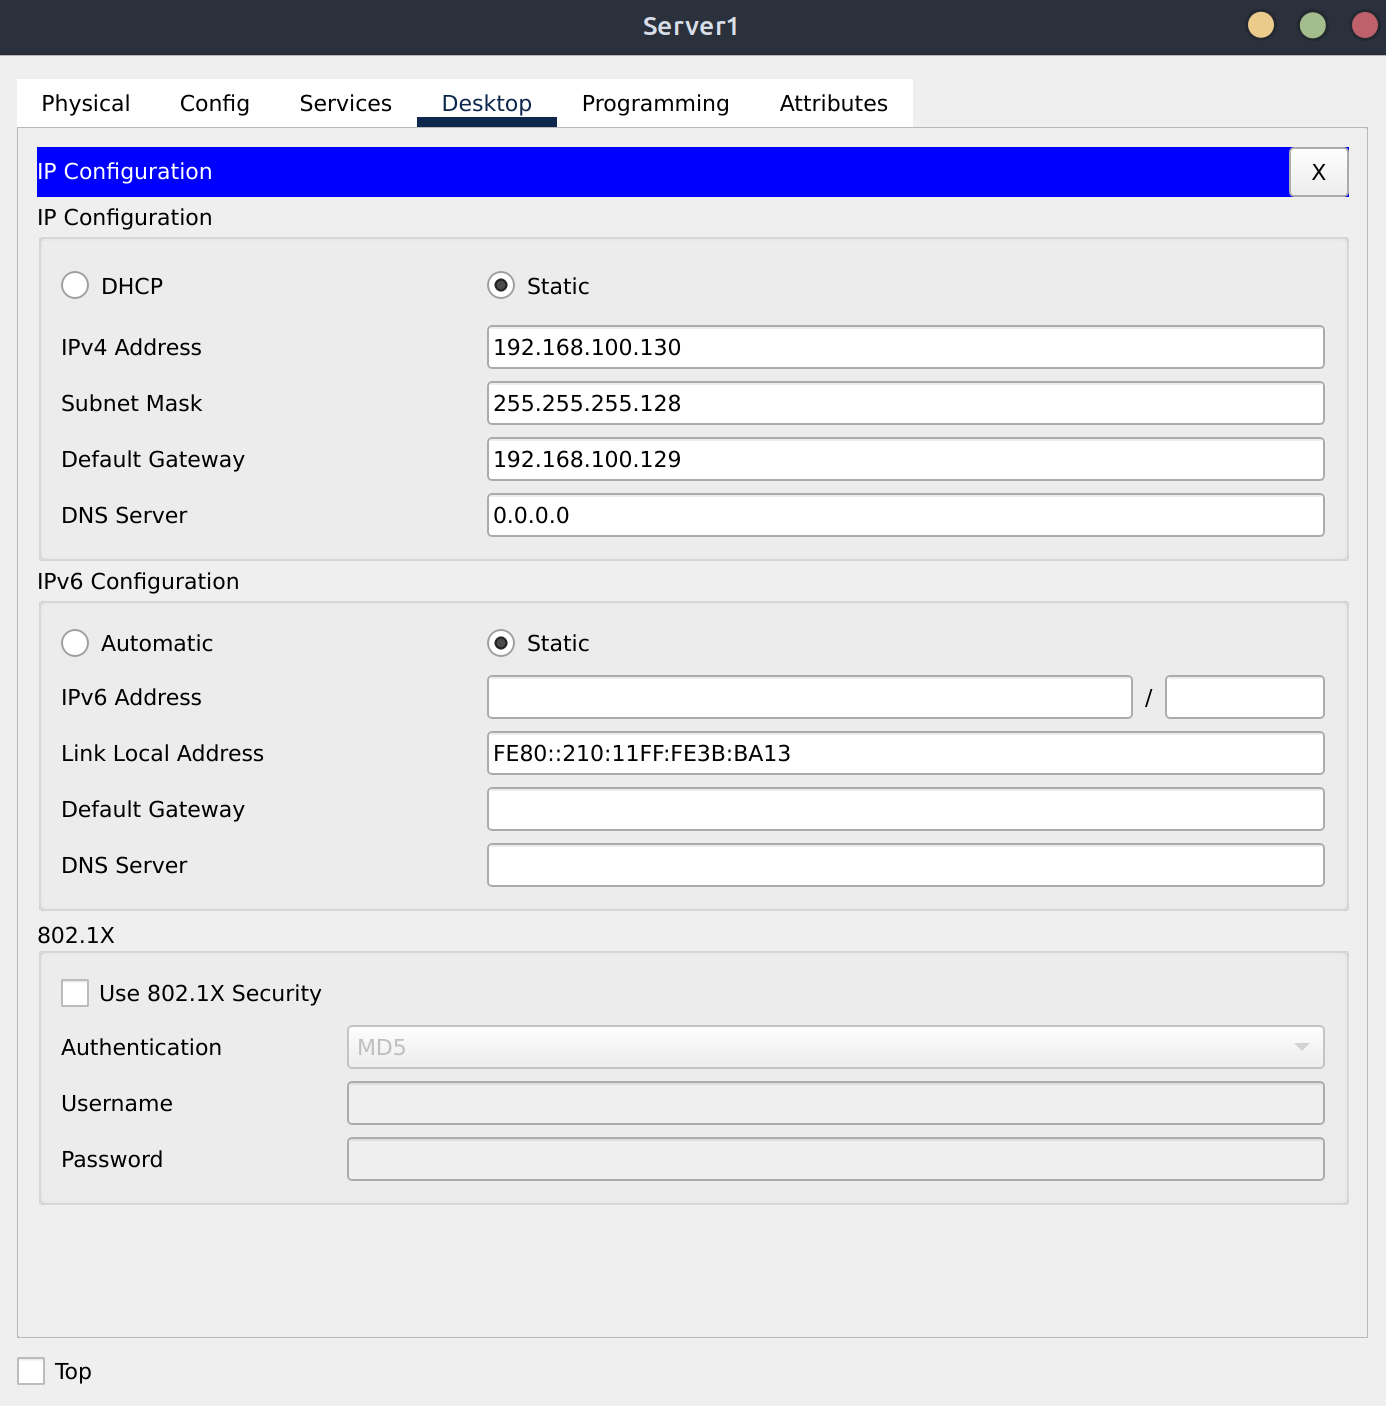 Server1
Physical Config Services Desktop Programming Attributes
IP Configuration X
IP Configuration
DHCP Static
IPv4 Address 192.168.100.130
Subnet Mask 255.255.255.128
Default Gateway 192.168.100.129
DNS Server 0.0.0.0
IPv6 Configuration
Automatic Static
IPv6 Address /
Link Local Address FE80::210:11FF:FE3B:BA13
Default Gateway
DNS Server
802.1X
Use 802.1X Security
Authentication MD5
Username
Password
Top